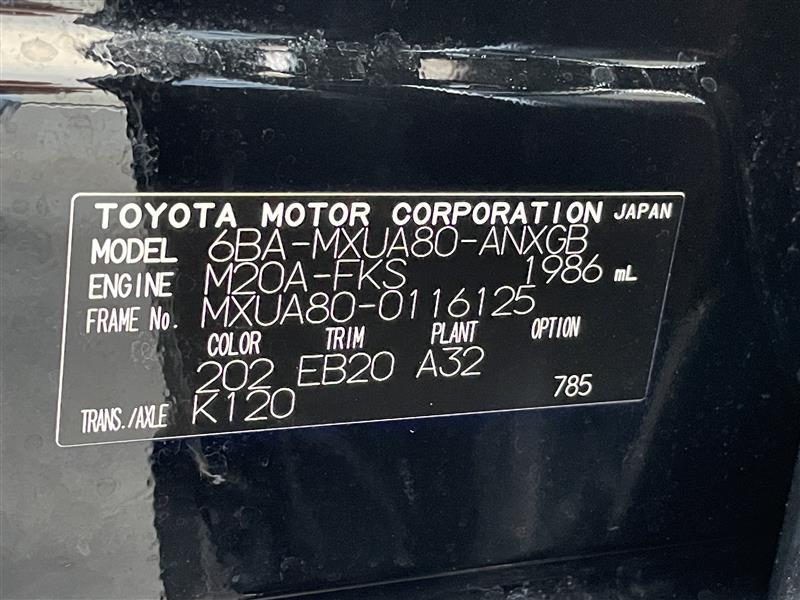 TOYOTA MOTOR CORPORATION JAPAN
MODEL 6BA-MXUA80-ANXGB
ENGINE M20A-FKS 1986 mL
FRAME No. MXUA80-0116125
COLOR TRIM PLANT OPTION
202 EB20 A32
TRANS./AXLE K120 785